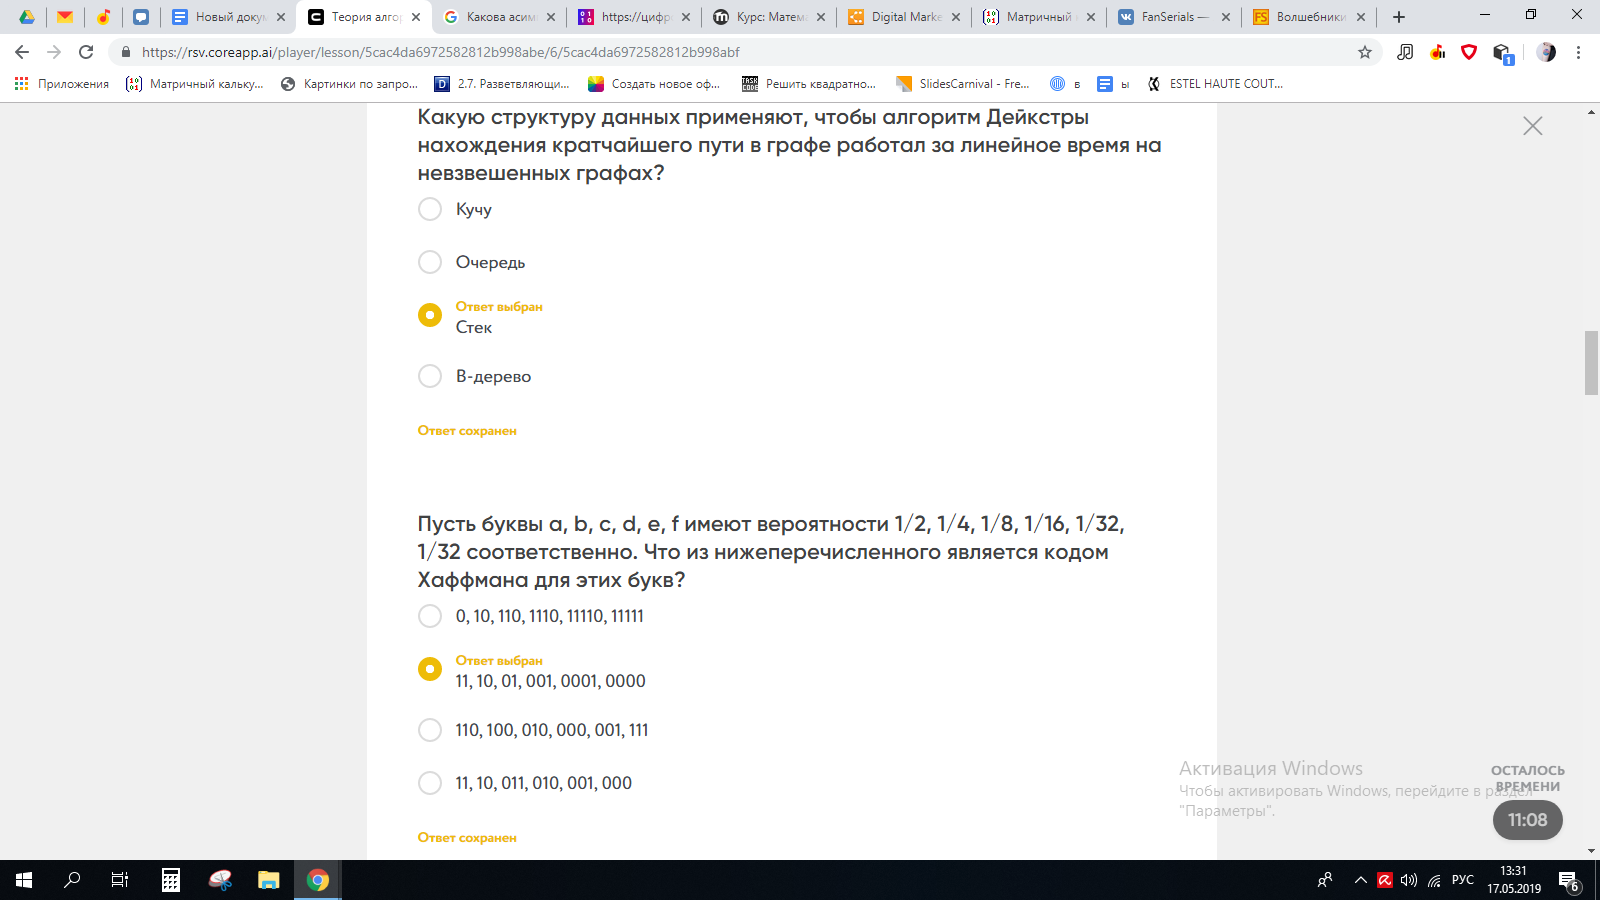 Новый докум
Теория алгор
Какова асим
https://цифр
Курс: Матема
Digital Marke
Матричный
FanSerials —
Волшебники
https://rsv.coreapp.ai/player/lesson/5cac4da6972582812b998abe/6/5cac4da6972582812b998abf
Приложения
Матричный кальку...
Картинки по запро...
2.7. Разветвляющи...
Создать новое оф...
Решить квадратно...
SlidesCarnival - Fre...
в
ы
ESTEL HAUTE COUT...
Какую структуру данных применяют, чтобы алгоритм Дейкстры
нахождения кратчайшего пути в графе работал за линейное время на
невзвешенных графах?
Кучу
Очередь
Ответ выбран
Стек
В-дерево
Ответ сохранен
Пусть буквы a, b, c, d, e, f имеют вероятности 1/2, 1/4, 1/8, 1/16, 1/32,
1/32 соответственно. Что из нижеперечисленного является кодом
Хаффмана для этих букв?
0, 10, 110, 1110, 11110, 11111
Ответ выбран
11, 10, 01, 001, 0001, 0000
110, 100, 010, 000, 001, 111
11, 10, 011, 010, 001, 000
Ответ сохранен
Активация Windows
Чтобы активировать Windows, перейдите в раздел
"Параметры".
ОСТАЛОСЬ
ВРЕМЕНИ
11:08
РУС
13:31
17.05.2019
6